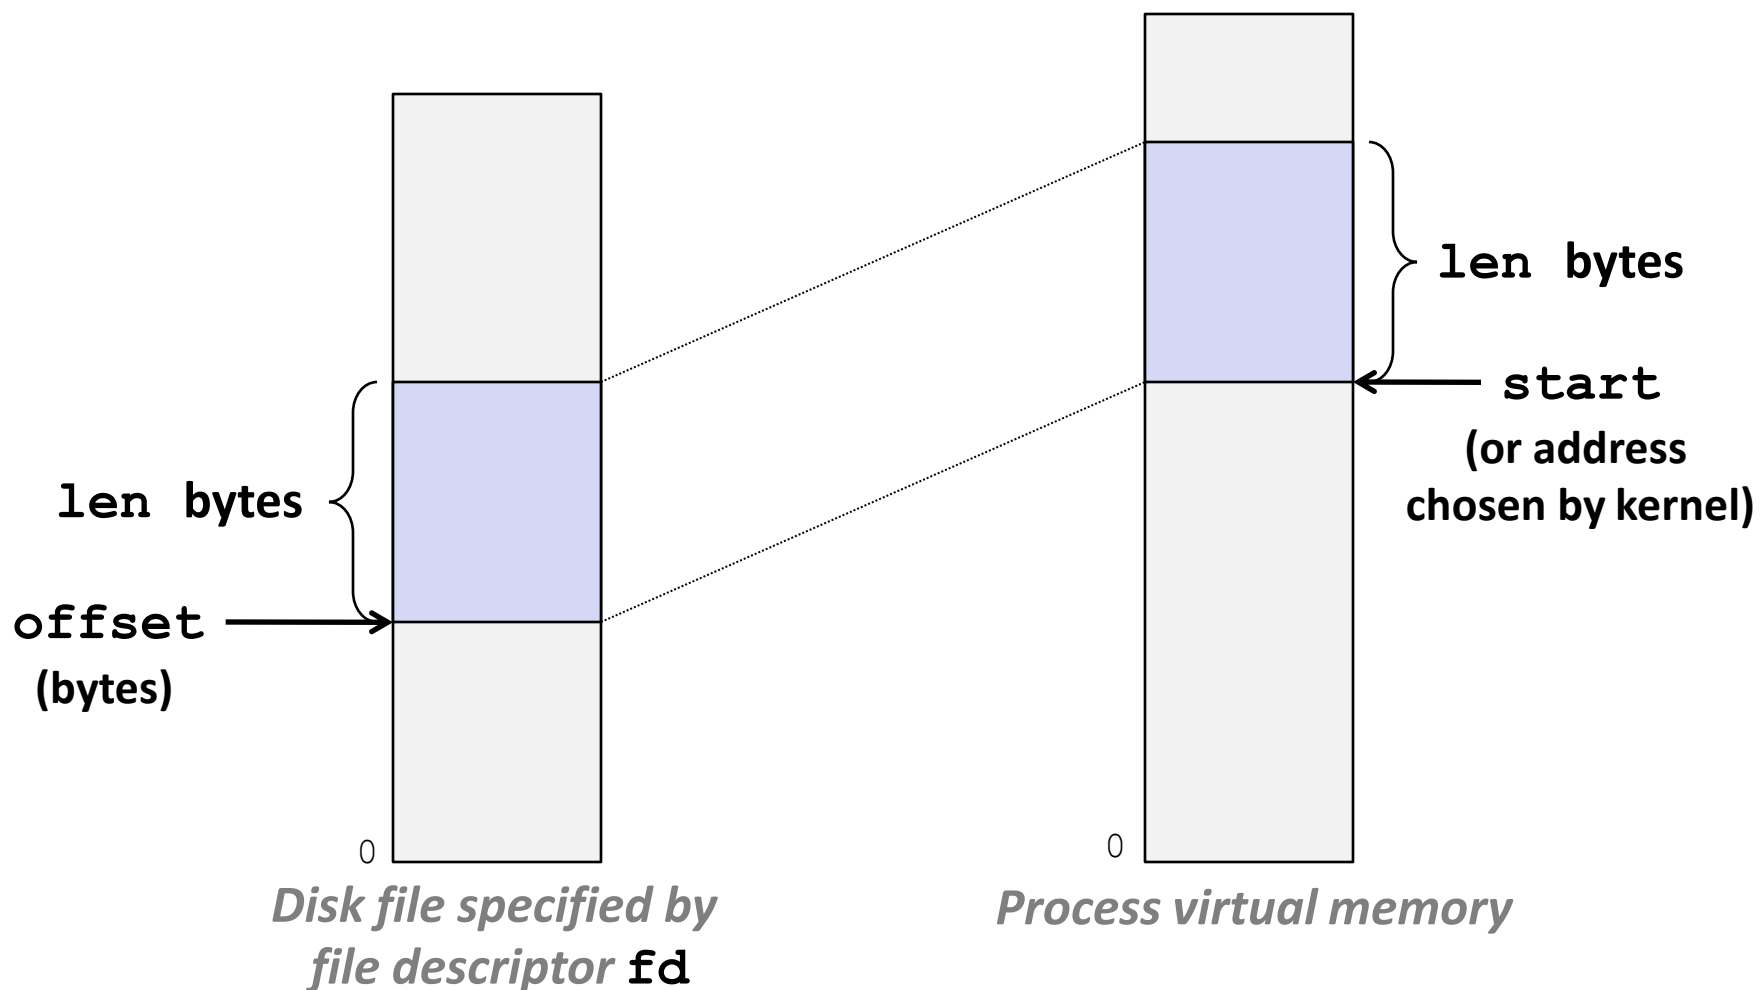 len bytes
start
(or address
chosen by kernel)
len bytes
offset
(bytes)
0
0
Disk file specified by
file descriptor fd
Process virtual memory